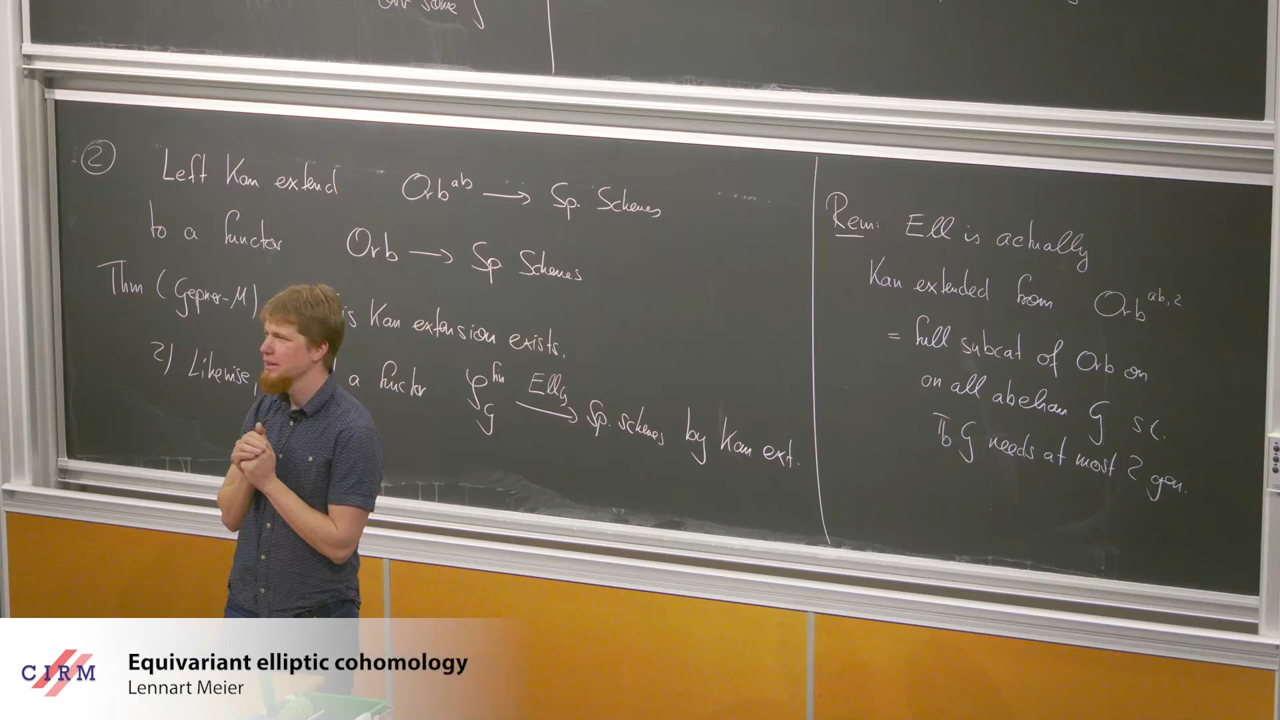 some
②
Left Kan extend Orb^ab → Sp. Schemes
to a functor Orb → Sp Schemes
Thm (Gepner-M) is Kan extension exists.
2) Likewise, a functor 𝒮_G^fin Ell_G → Sp. schemes by Kan ext.
Rem: Ell is actually
Kan extended from Orb^ab,2
= full subcat of Orb on
on all abelian G s.t.
π₀G needs at most 2 gen.
CIRM
Equivariant elliptic cohomology
Lennart Meier